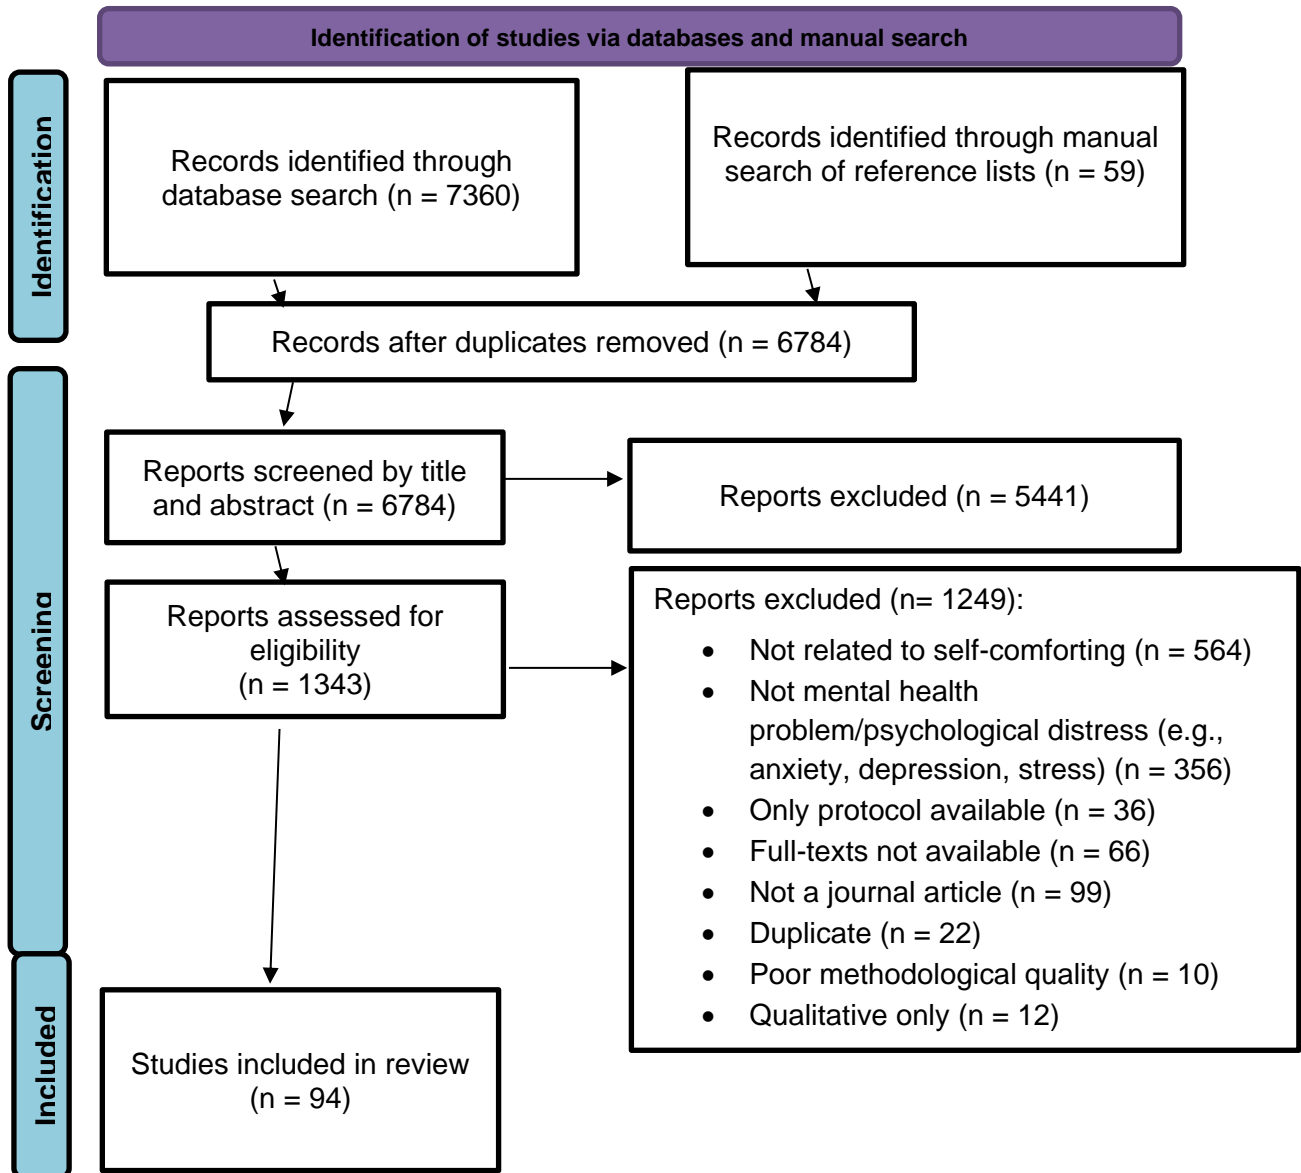 Identification of studies via databases and manual search
Identification
Records identified through
database search (n = 7360)
Records identified through manual
search of reference lists (n = 59)
Records after duplicates removed (n = 6784)
Screening
Reports screened by title
and abstract (n = 6784)
Reports excluded (n = 5441)
Reports assessed for
eligibility
(n = 1343)
Reports excluded (n= 1249):
• Not related to self-comforting (n = 564)
• Not mental health
problem/psychological distress (e.g.,
anxiety, depression, stress) (n = 356)
• Only protocol available (n = 36)
• Full-texts not available (n = 66)
• Not a journal article (n = 99)
• Duplicate (n = 22)
• Poor methodological quality (n = 10)
• Qualitative only (n = 12)
Included
Studies included in review
(n = 94)